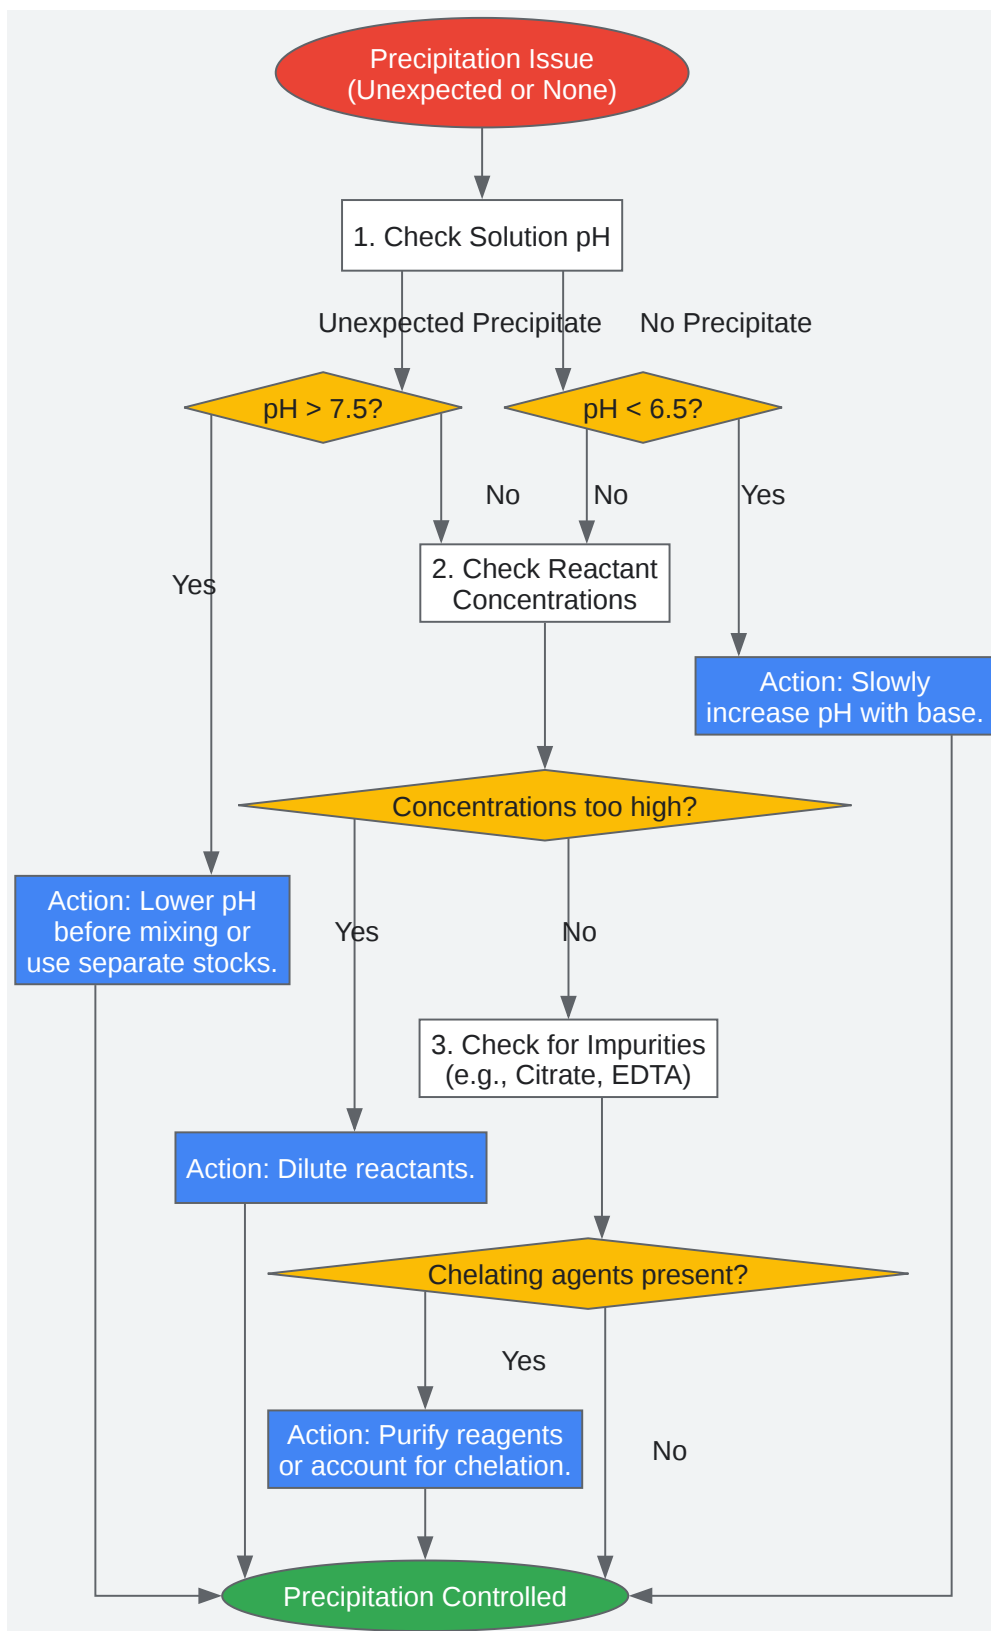 Precipitation Issue
(Unexpected or None)
1. Check Solution pH
Unexpected Precipitate
No Precipitate
pH > 7.5?
pH < 6.5?
No
No
Yes
2. Check Reactant
Concentrations
Yes
Action: Slowly
increase pH with base.
Concentrations too high?
Action: Lower pH
before mixing or
use separate stocks.
Yes
No
3. Check for Impurities
(e.g., Citrate, EDTA)
Action: Dilute reactants.
Chelating agents present?
Yes
Action: Purify reagents
or account for chelation.
No
Precipitation Controlled